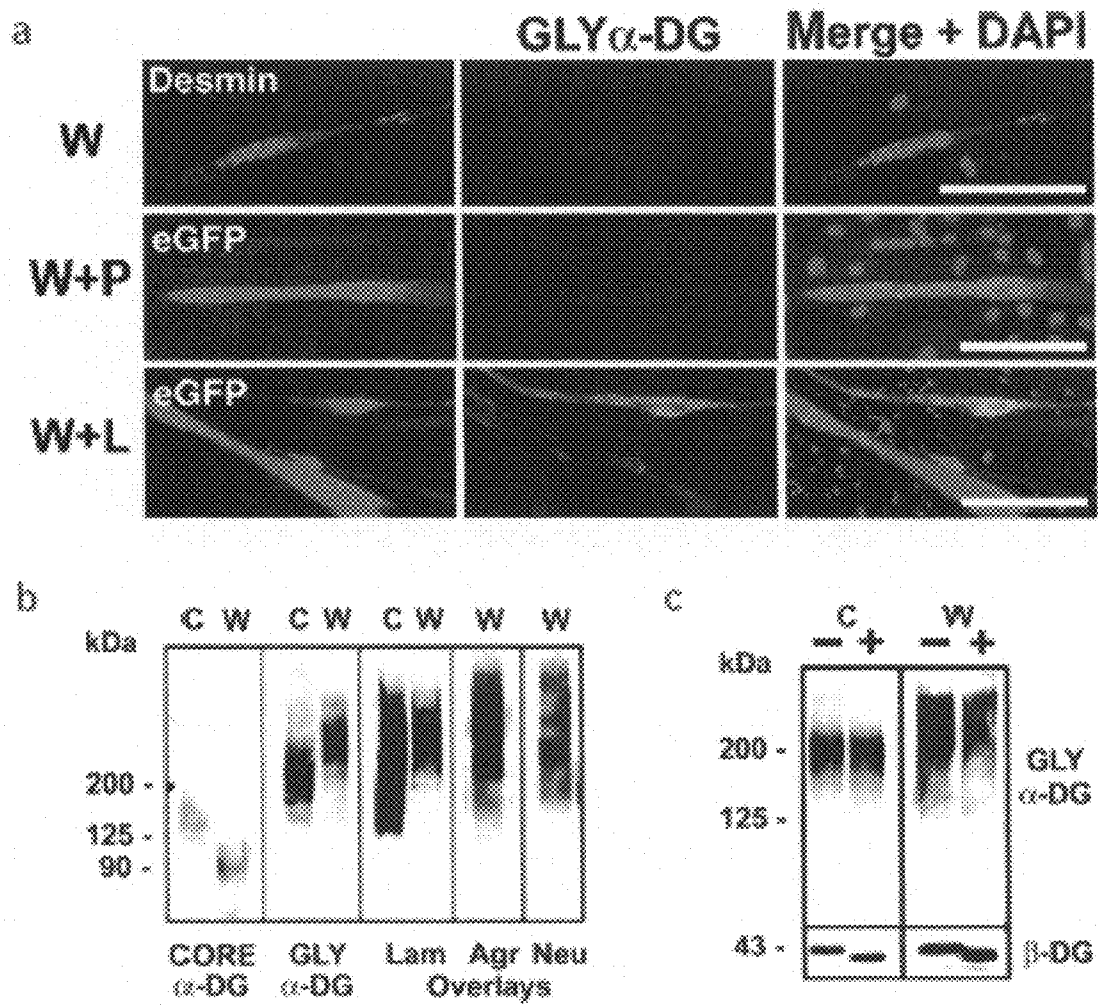 a
GLYα-DG Merge + DAPI
Desmin
W
eGFP
W+P
eGFP
W+L
b
C W C W C W W W
kDa
200 -
125 -
90 -
CORE α-DG
GLY α-DG
Lam Agr Neu
Overlays
c
C W
- + - +
kDa
200 -
125 -
43 -
GLY α-DG
β-DG